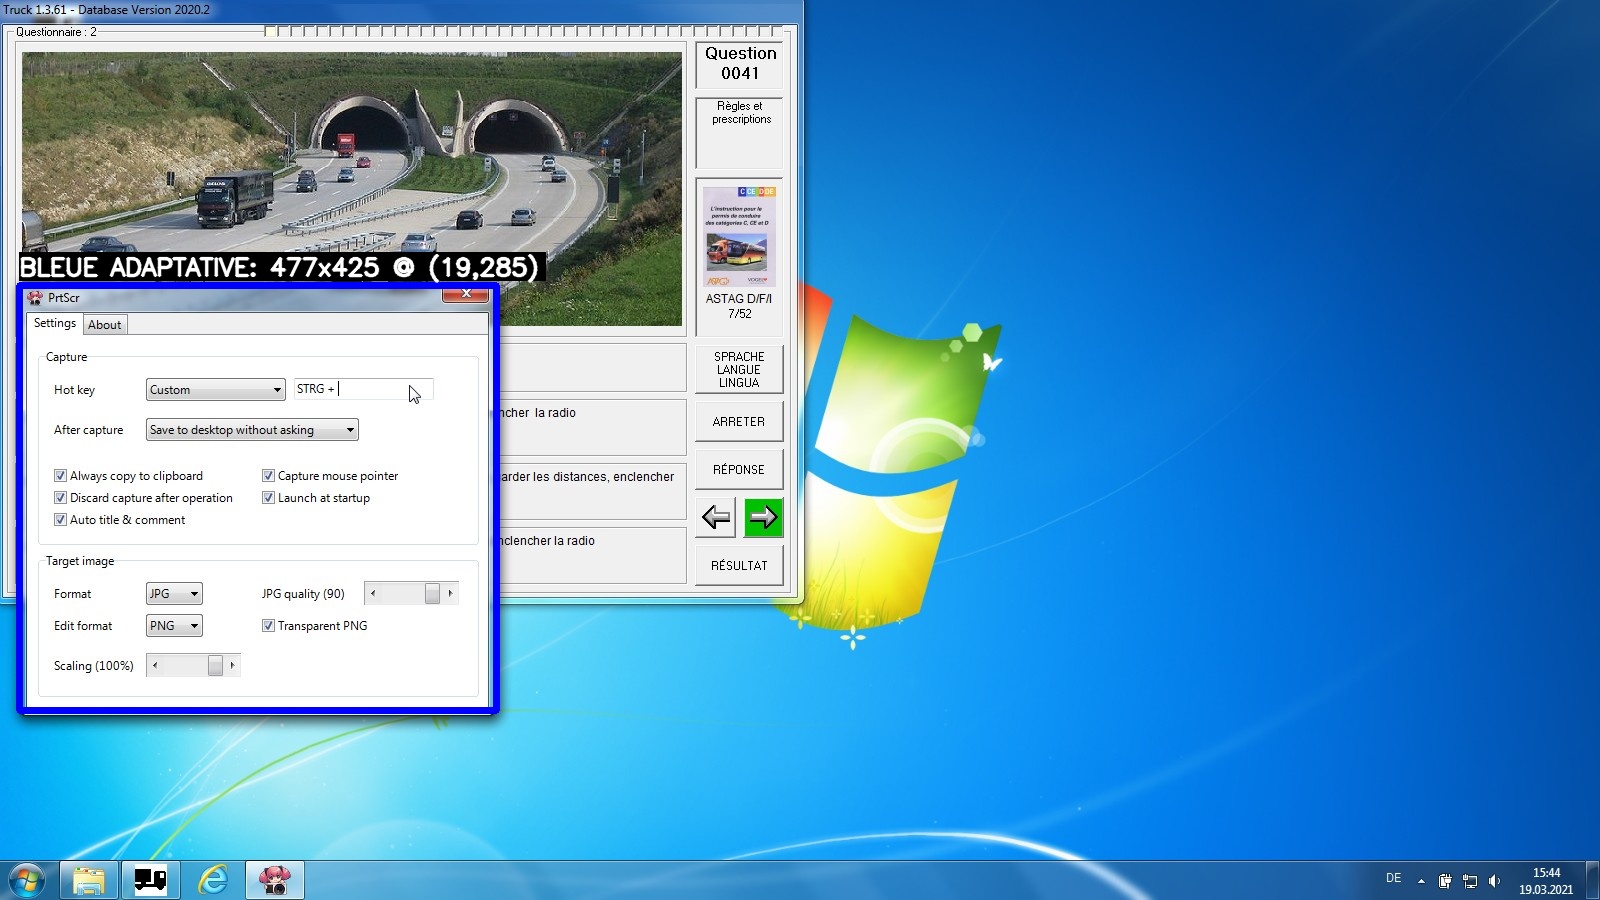 Truck 1.3.61 - Database Version 2020.2
Questionnaire : 2
Question
0041
Règles et
prescriptions
C CE D DE
L'instruction pour le
permis de conduire
des catégories C, CE et D
ASTAG D/F/I
7/52
SPRACHE
LANGUE
LINGUA
ARRETER
RÉPONSE
RÉSULTAT
BLEUE ADAPTATIVE: 477x425 @ (19,285)
PrtScr
Settings
About
Capture
Hot key
Custom
STRG +
After capture
Save to desktop without asking
Always copy to clipboard
Capture mouse pointer
Discard capture after operation
Launch at startup
Auto title & comment
Target image
Format
JPG
JPG quality (90)
Edit format
PNG
Transparent PNG
Scaling (100%)
ncher la radio
arder les distances, enclencher
nclencher la radio
DE
15:44
19.03.2021